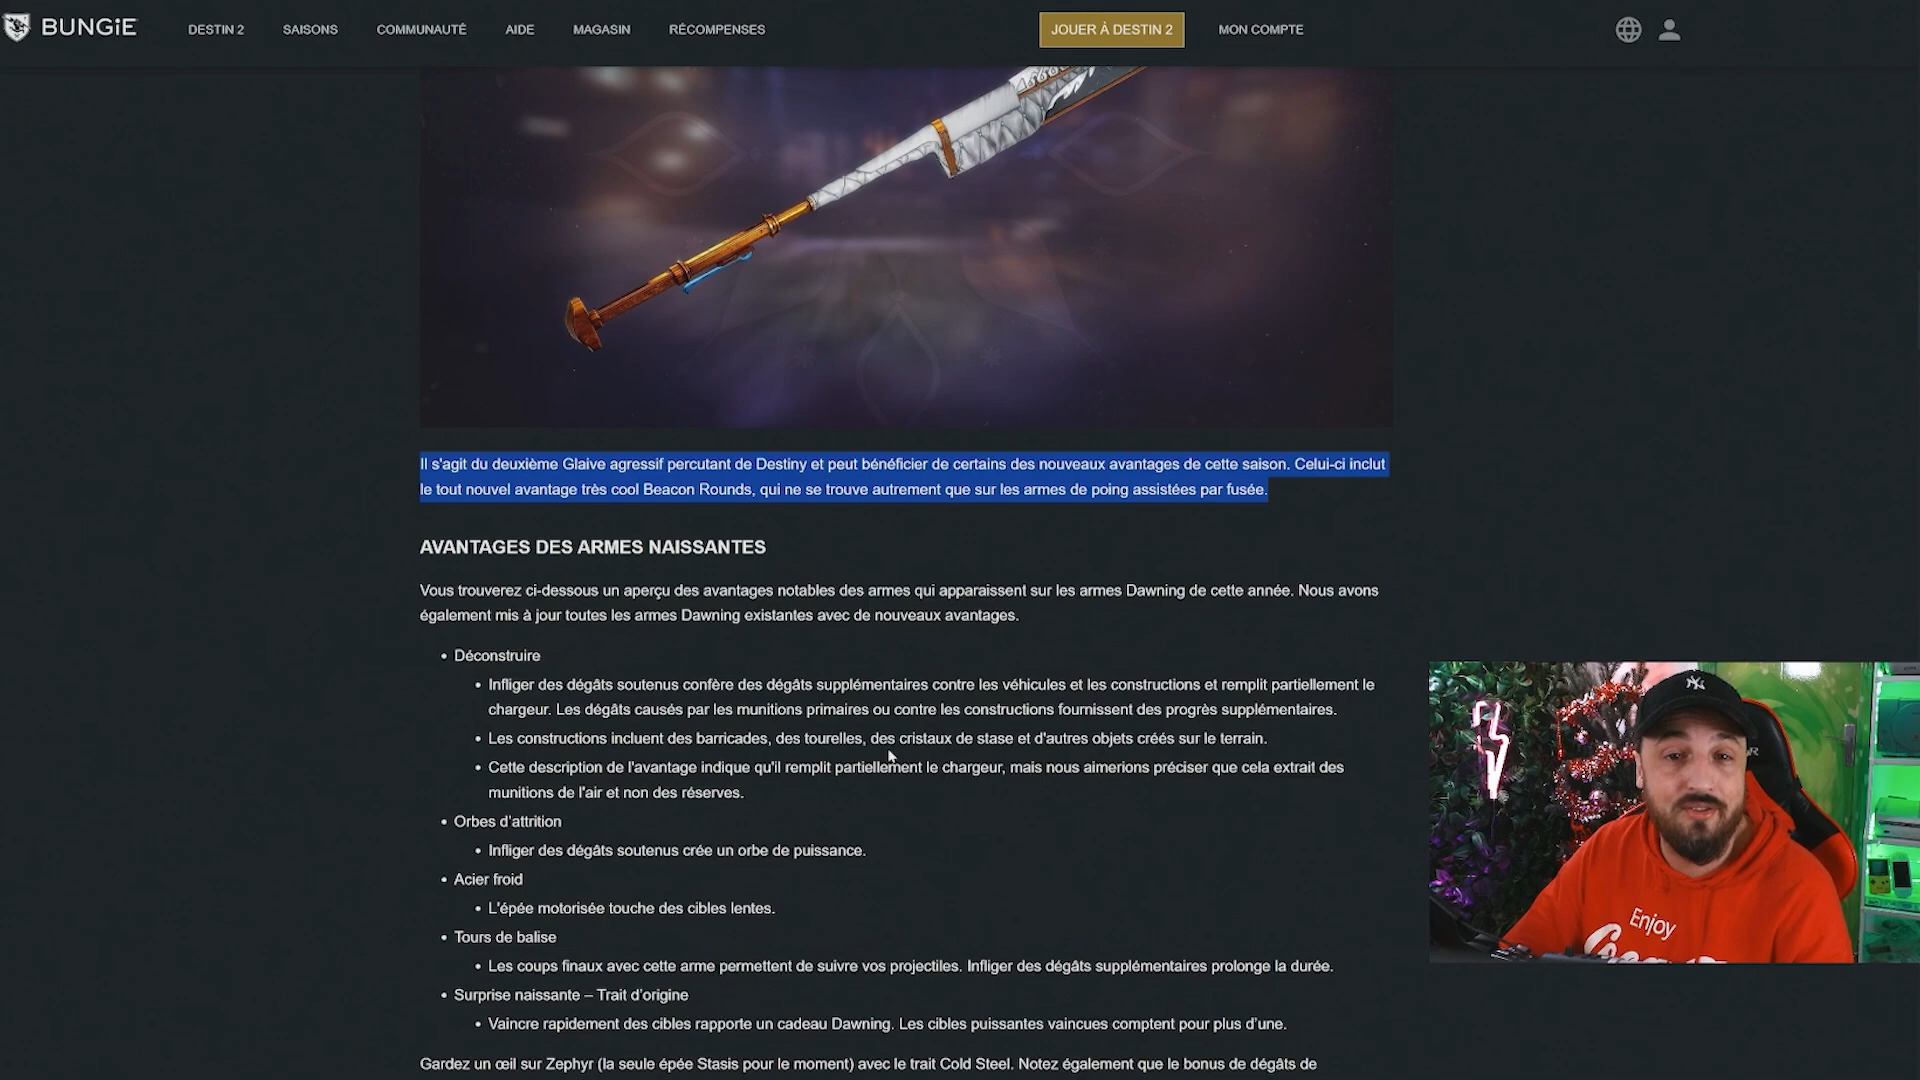 BUNGiE DESTIN 2 SAISONS COMMUNAUTÉ AIDE MAGASIN RÉCOMPENSES JOUER À DESTIN 2 MON COMPTE
Il s'agit du deuxième Glaive agressif percutant de Destiny et peut bénéficier de certains des nouveaux avantages de cette saison. Celui-ci inclut
le tout nouvel avantage très cool Beacon Rounds, qui ne se trouve autrement que sur les armes de poing assistées par fusée.
AVANTAGES DES ARMES NAISSANTES
Vous trouverez ci-dessous un aperçu des avantages notables des armes qui apparaissent sur les armes Dawning de cette année. Nous avons
également mis à jour toutes les armes Dawning existantes avec de nouveaux avantages.
• Déconstruire
• Infliger des dégâts soutenus confère des dégâts supplémentaires contre les véhicules et les constructions et remplit partiellement le
chargeur. Les dégâts causés par les munitions primaires ou contre les constructions fournissent des progrès supplémentaires.
• Les constructions incluent des barricades, des tourelles, des cristaux de stase et d'autres objets créés sur le terrain.
• Cette description de l'avantage indique qu'il remplit partiellement le chargeur, mais nous aimerions préciser que cela extrait des
munitions de l'air et non des réserves.
• Orbes d'attrition
• Infliger des dégâts soutenus crée un orbe de puissance.
• Acier froid
• L'épée motorisée touche des cibles lentes.
• Tours de balise
• Les coups finaux avec cette arme permettent de suivre vos projectiles. Infliger des dégâts supplémentaires prolonge la durée.
• Surprise naissante – Trait d'origine
• Vaincre rapidement des cibles rapporte un cadeau Dawning. Les cibles puissantes vaincues comptent pour plus d'une.
Gardez un œil sur Zephyr (la seule épée Stasis pour le moment) avec le trait Cold Steel. Notez également que le bonus de dégâts de
Enjoy